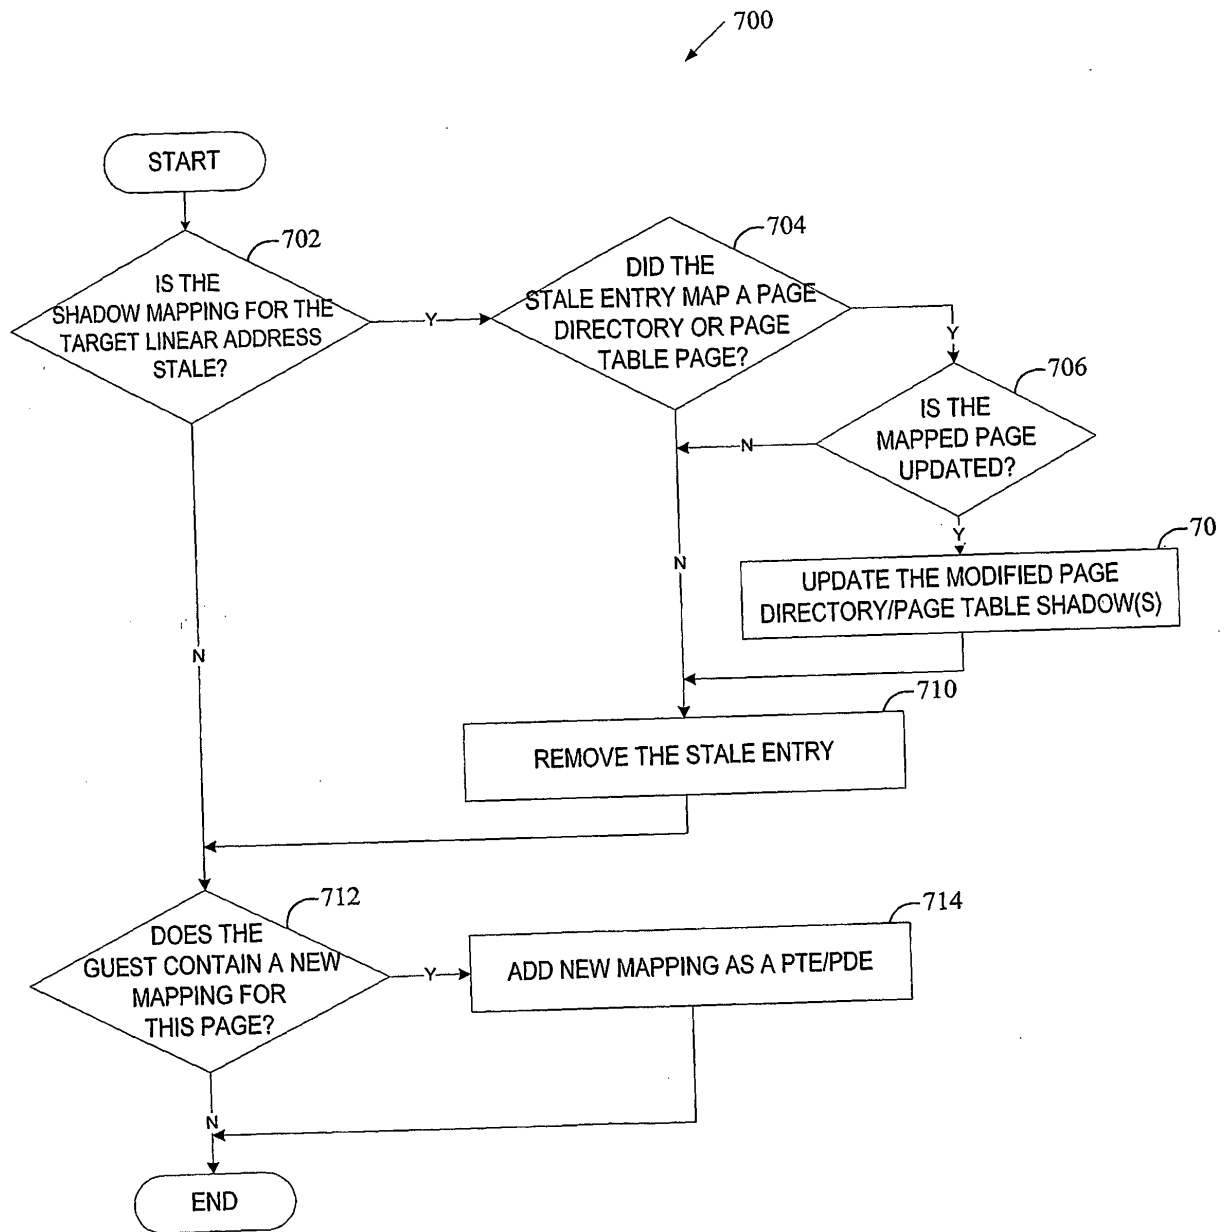 700
START
702
IS THE
SHADOW MAPPING FOR THE
TARGET LINEAR ADDRESS
STALE?
Y
704
DID THE
STALE ENTRY MAP A PAGE
DIRECTORY OR PAGE
TABLE PAGE?
Y
706
IS THE
MAPPED PAGE
UPDATED?
N
Y
70
UPDATE THE MODIFIED PAGE
DIRECTORY/PAGE TABLE SHADOW(S)
N
N
710
REMOVE THE STALE ENTRY
712
DOES THE
GUEST CONTAIN A NEW
MAPPING FOR
THIS PAGE?
Y
714
ADD NEW MAPPING AS A PTE/PDE
N
END